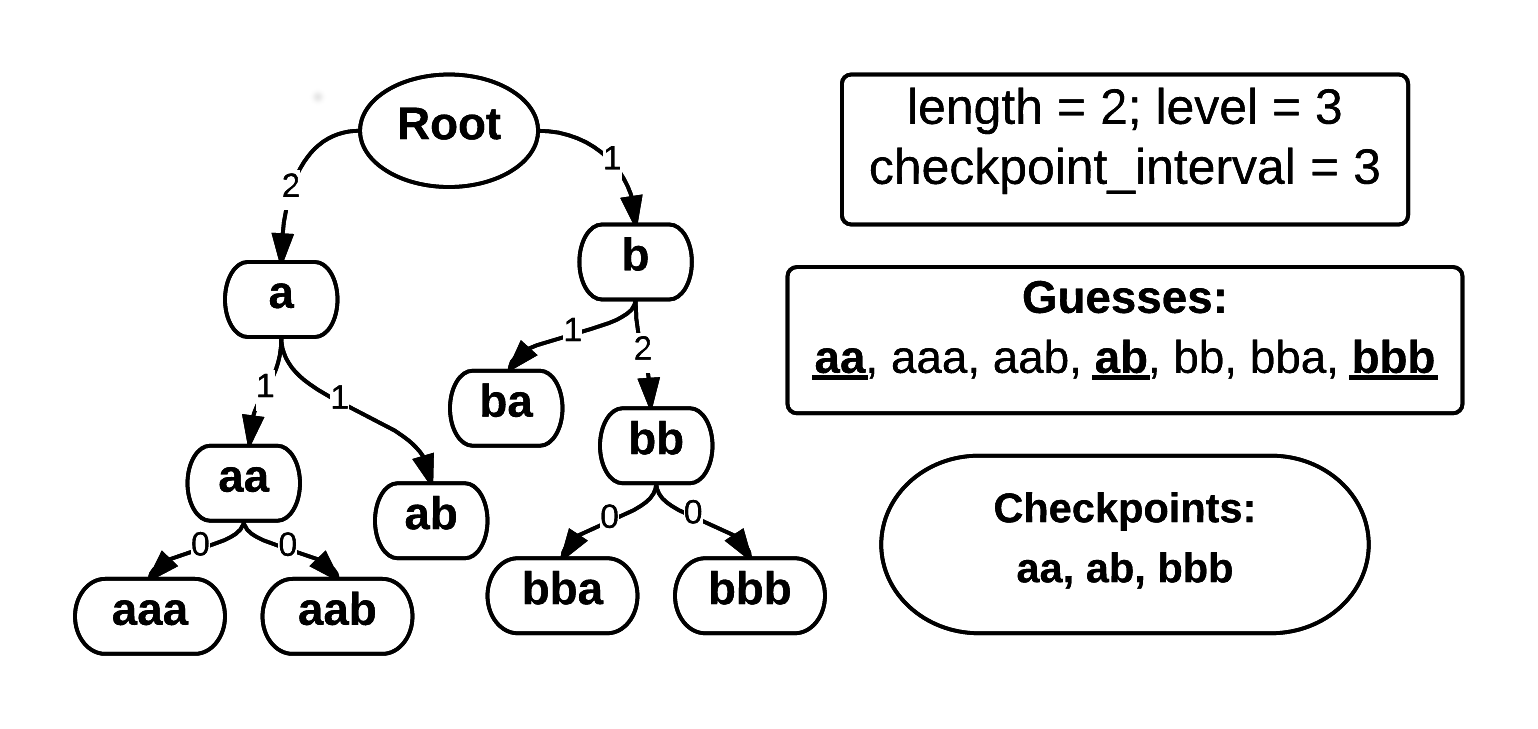 Root
2
1
a
b
1
1
1
2
aa
ab
ba
bb
0
0
0
0
aaa
aab
bba
bbb
length = 2; level = 3
checkpoint_interval = 3
Guesses:
aa, aaa, aab, ab, bb, bba, bbb
Checkpoints:
aa, ab, bbb